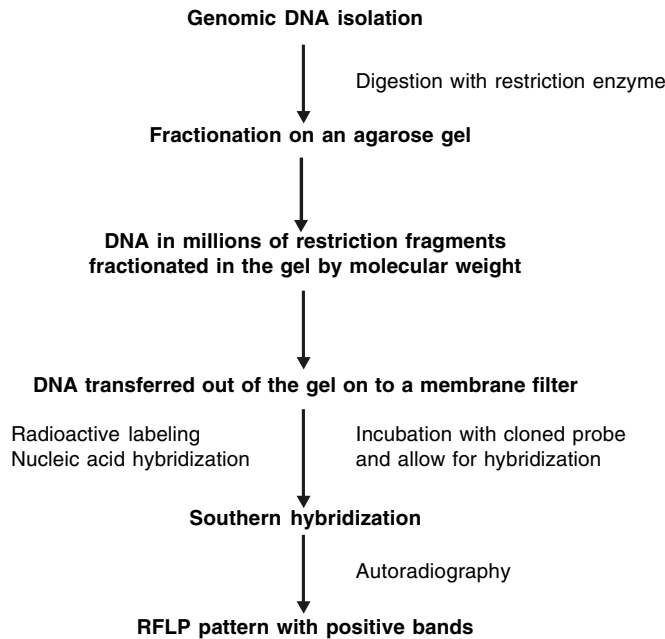 Genomic DNA isolation
Digestion with restriction enzyme
Fractionation on an agarose gel
DNA in millions of restriction fragments
fractionated in the gel by molecular weight
DNA transferred out of the gel on to a membrane filter
Radioactive labeling
Nucleic acid hybridization
Incubation with cloned probe
and allow for hybridization
Southern hybridization
Autoradiography
RFLP pattern with positive bands